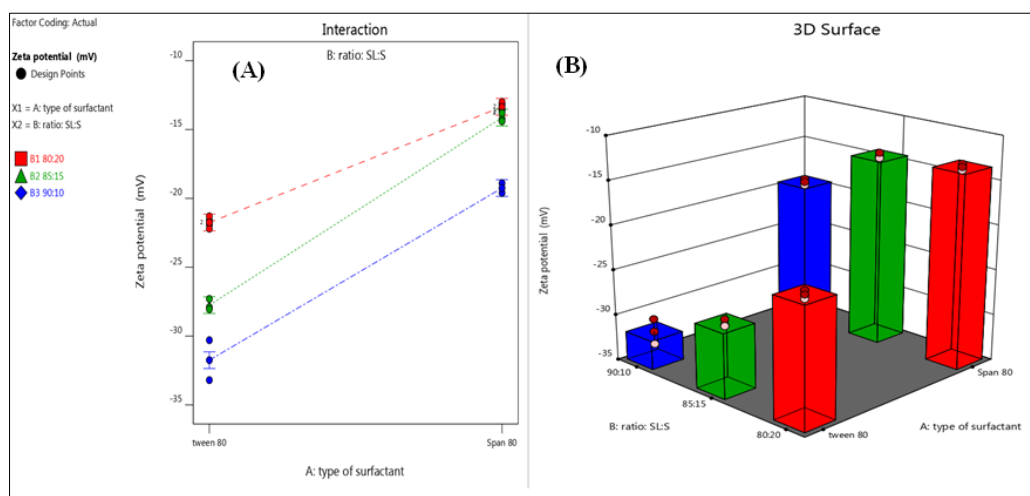 Factor Coding: Actual
Zeta potential (mV)
Design Points
X1 = A: type of surfactant
X2 = B: ratio: SL:S
B1 80:20
B2 85:15
B3 90:10
Interaction
B: ratio: SL:S
(A)
-10
-15
-20
-25
-30
-35
Zeta potential (mV)
2
tween 80
Span 80
A: type of surfactant
3D Surface
(B)
-10
-15
-20
-25
-30
-35
Zeta potential (mV)
90:10
85:15
80:20
B: ratio: SL:S
tween 80
Span 80
A: type of surfactant